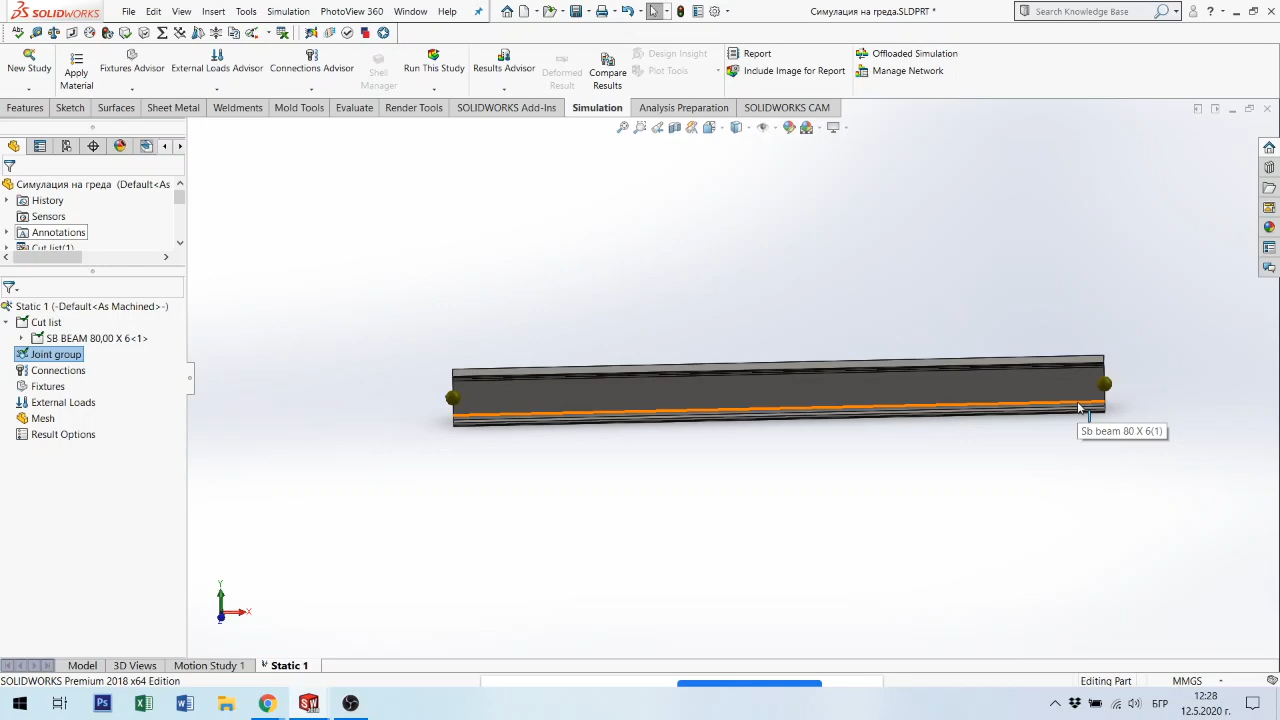 SOLIDWORKS
File Edit View Insert Tools Simulation PhotoView 360 Window Help
Симулация на греда.SLDPRT *
Search Knowledge Base
New Study
Apply Material
Fixtures Advisor
External Loads Advisor
Connections Advisor
Shell Manager
Run This Study
Results Advisor
Deformed Result
Compare Results
Design Insight
Plot Tools
Report
Include Image for Report
Offloaded Simulation
Manage Network
Features Sketch Surfaces Sheet Metal Weldments Mold Tools Evaluate Render Tools SOLIDWORKS Add-Ins Simulation Analysis Preparation SOLIDWORKS CAM
Симулация на греда (Default<As
History
Sensors
Annotations
Cut list(1)
Static 1 (-Default<As Machined>-)
Cut list
SB BEAM 80,00 X 6<1>
Joint group
Connections
Fixtures
External Loads
Mesh
Result Options
Sb beam 80 X 6(1)
Y
X
Z
Model 3D Views Motion Study 1 Static 1
SOLIDWORKS Premium 2018 x64 Edition
Editing Part
MMGS
БГР
12:28
12.5.2020 г.